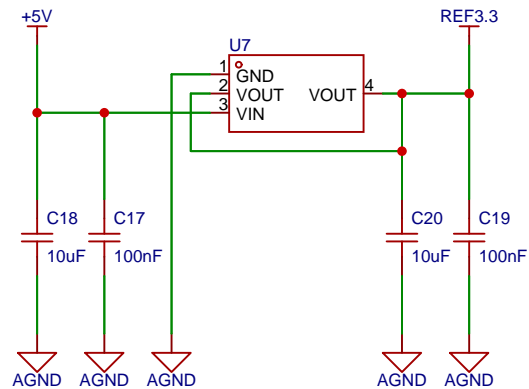 +5V
REF3.3
U7
1 GND
2 VOUT VOUT 4
3 VIN
C18 C17 C20 C19
10uF 100nF 10uF 100nF
AGND AGND AGND AGND AGND